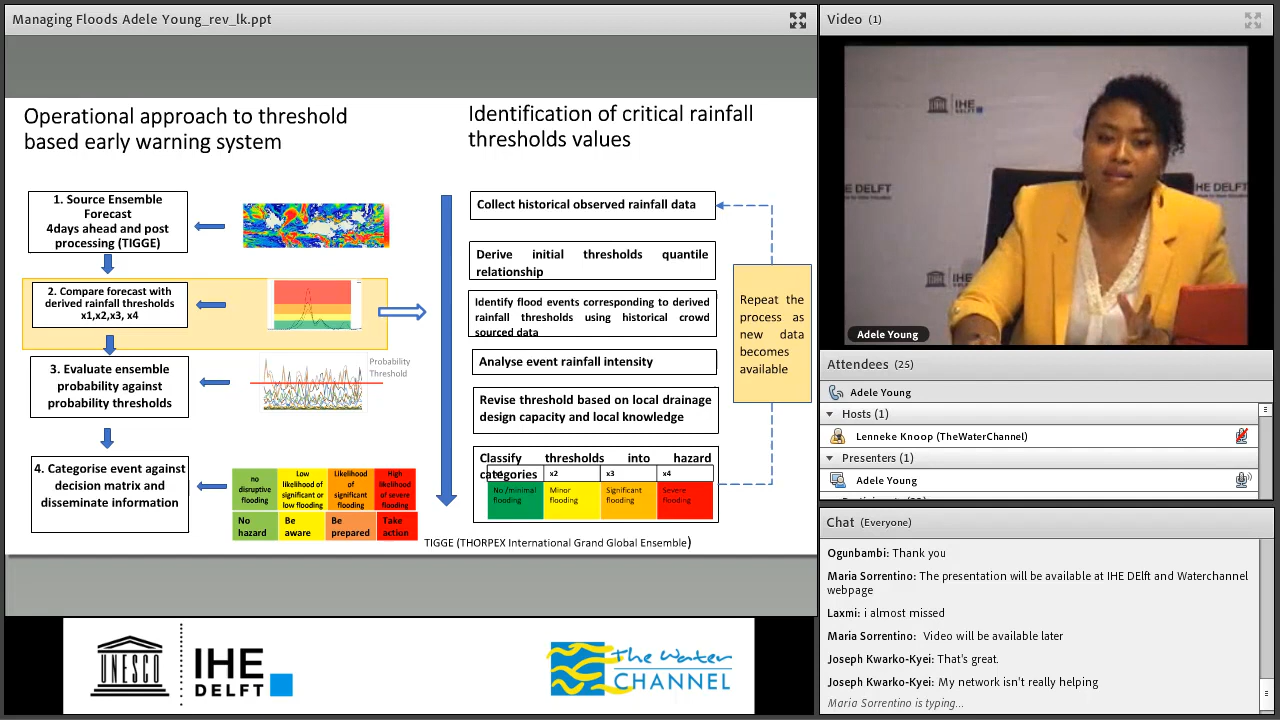 Managing Floods Adele Young_rev_lk.ppt
Operational approach to threshold
based early warning system
1. Source Ensemble
Forecast
4days ahead and post
processing (TIGGE)
2. Compare forecast with
derived rainfall thresholds
x1,x2,x3, x4
3. Evaluate ensemble
probability against
probability thresholds
Probability
Threshold
4. Categorise event against
decision matrix and
disseminate information
no
disruptive
flooding
Low
likelihood of
significant or
low flooding
Likelihood
of
significant
flooding
High
likelihood
of severe
flooding
No
hazard
Be
aware
Be
prepared
Take
action
Identification of critical rainfall
thresholds values
Collect historical observed rainfall data
Derive initial thresholds quantile
relationship
Identify flood events corresponding to derived
rainfall thresholds using historical crowd
sourced data
Analyse event rainfall intensity
Revise threshold based on local drainage
design capacity and local knowledge
Classify thresholds into hazard
categories
x2
x3
x4
No /minimal
flooding
Minor
flooding
Significant
flooding
Severe
flooding
Repeat the
process as
new data
becomes
available
TIGGE (THORPEX International Grand Global Ensemble)
UNESCO
IHE
DELFT
The Water
CHANNEL
Video (1)
IHE
DELFT
HE DELFT
IHE DELFT
IHE
Adele Young
Attendees (25)
Adele Young
Hosts (1)
Lenneke Knoop (TheWaterChannel)
Presenters (1)
Adele Young
Chat (Everyone)
Ogunbambi: Thank you
Maria Sorrentino: The presentation will be available at IHE DElft and Waterchannel
webpage
Laxmi: i almost missed
Maria Sorrentino: Video will be available later
Joseph Kwarko-Kyei: That's great.
Joseph Kwarko-Kyei: My network isn't really helping
Maria Sorrentino is typing...